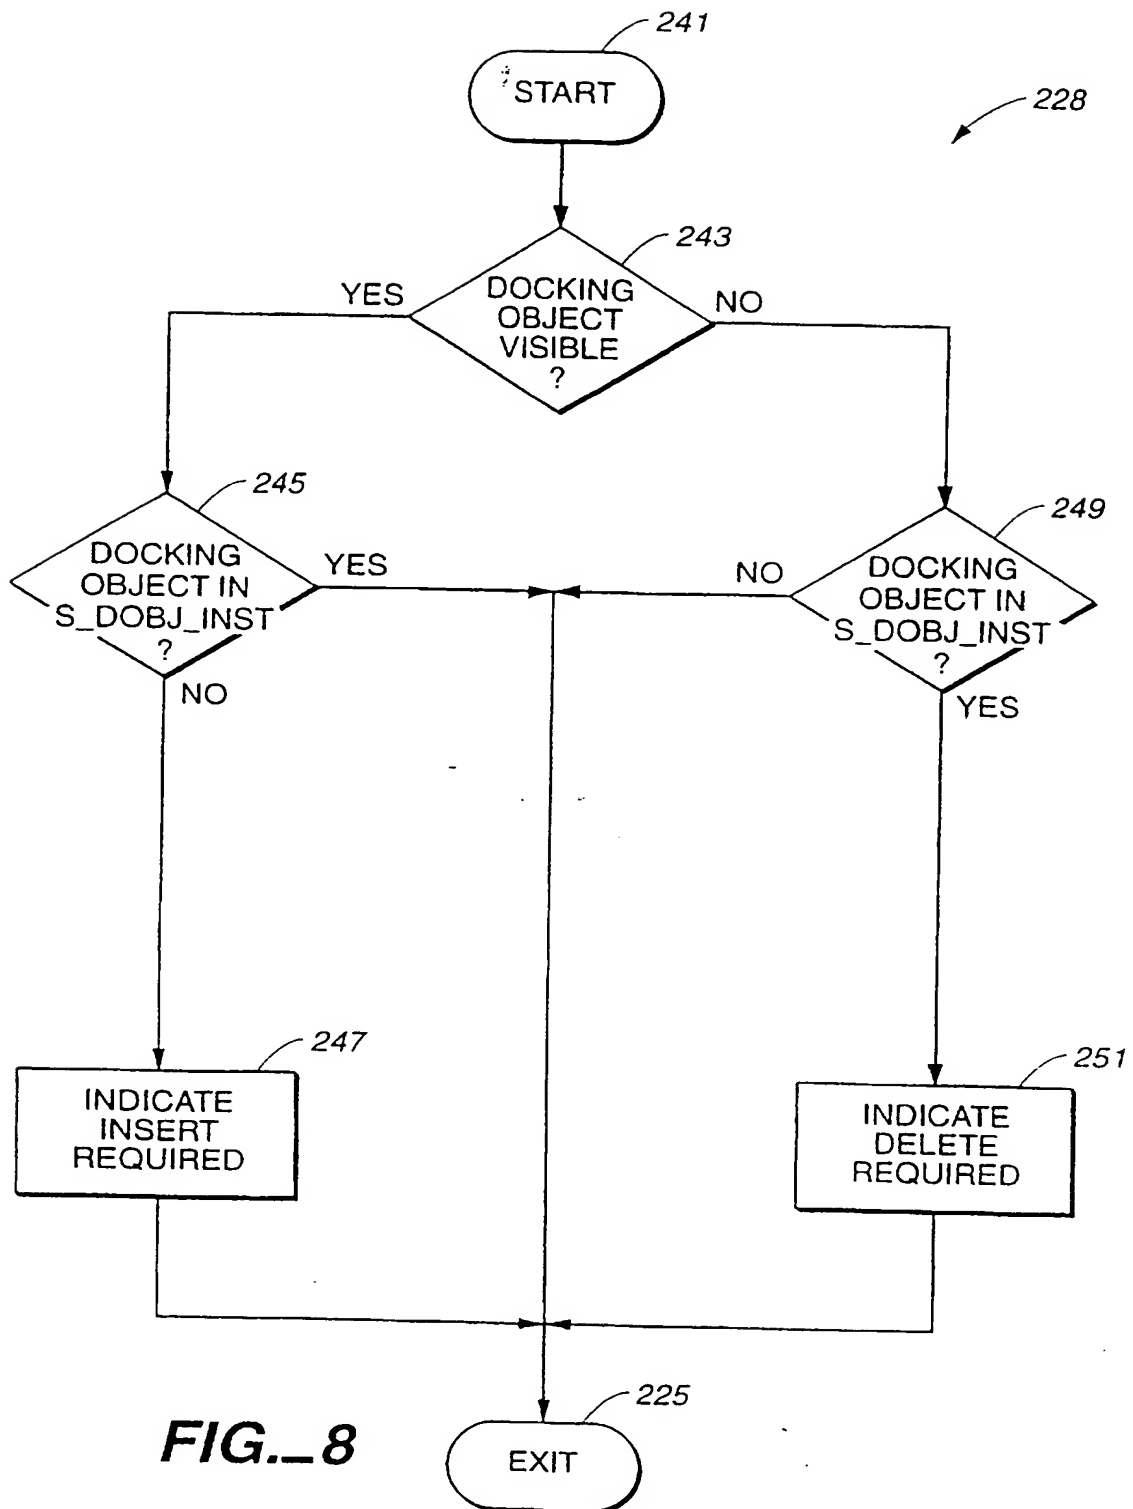 241
START
228
243
DOCKING
OBJECT
VISIBLE
?
YES
NO
245
DOCKING
OBJECT IN
S_DOBJ_INST
?
YES
NO
249
DOCKING
OBJECT IN
S_DOBJ_INST
?
NO
YES
247
INDICATE
INSERT
REQUIRED
251
INDICATE
DELETE
REQUIRED
225
EXIT
FIG._8